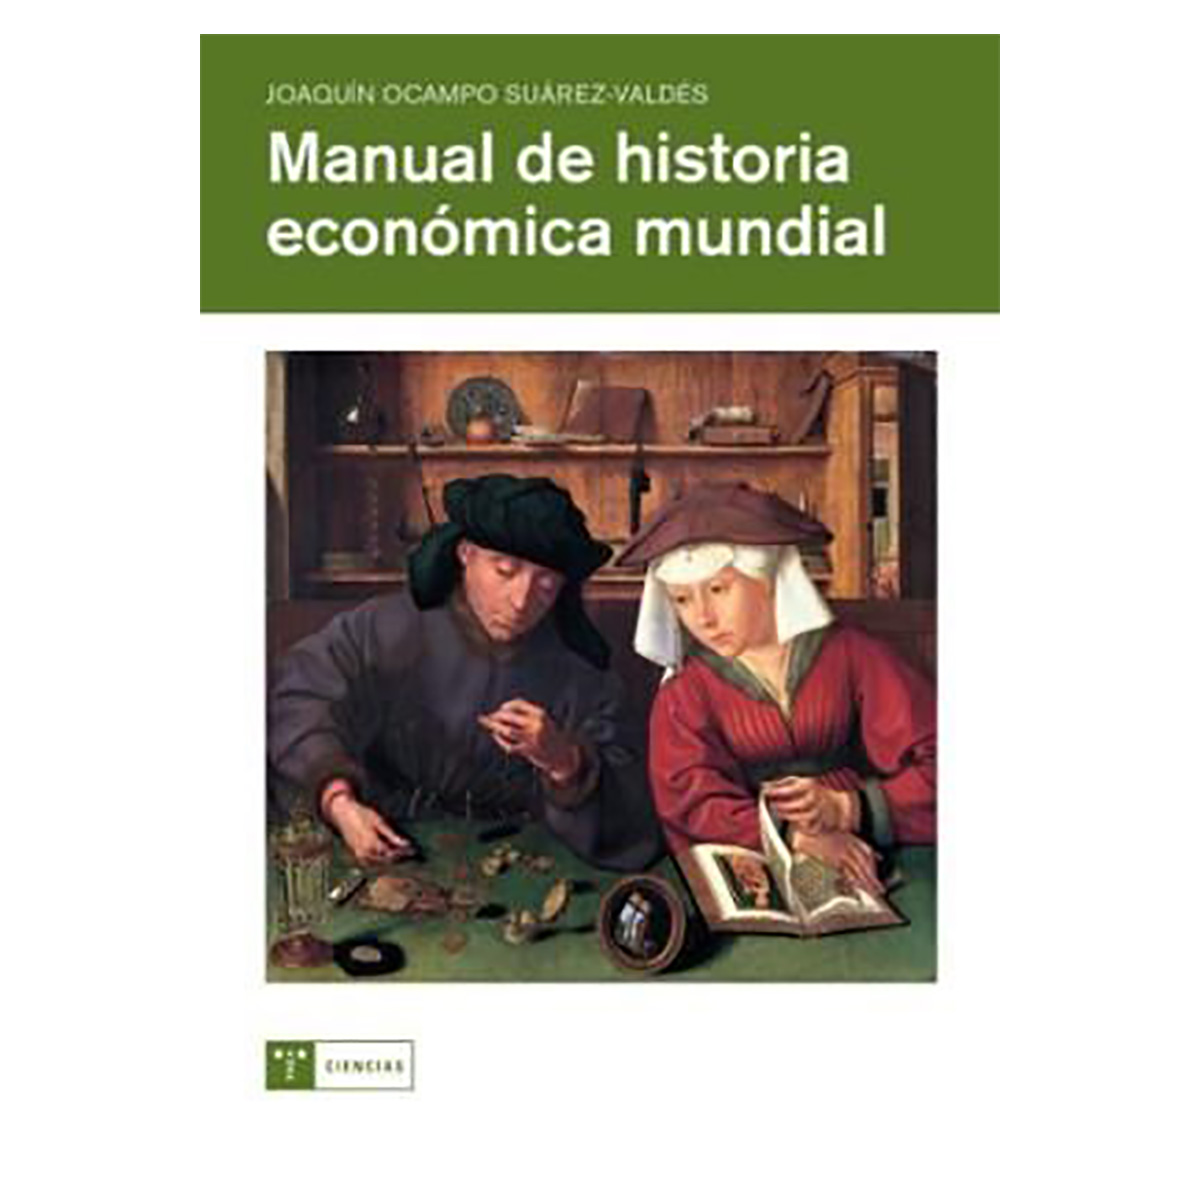 JOAQUÍN OCAMPO SUÁREZ-VALDÉS
Manual de historia
económica mundial
CIENCIAS